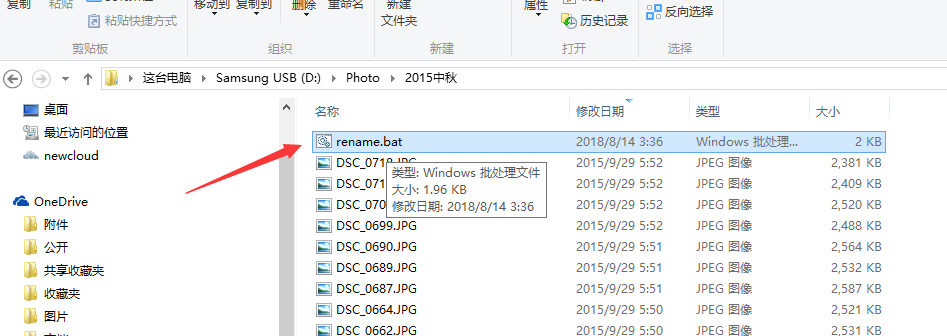 复制 粘贴 移动到 复制到 删除 重命名 新建 属性
粘贴快捷方式 文件夹 历史记录 反向选择
剪贴板 组织 新建 打开 选择
这台电脑 Samsung USB (D:) Photo 2015中秋
桌面 名称 修改日期 类型 大小
最近访问的位置 rename.bat 2018/8/14 3:36 Windows 批处理... 2 KB
newcloud DSC_0719.JPG 2015/9/29 5:52 JPEG 图像 2,381 KB
类型: Windows 批处理文件
DSC_071 2015/9/29 5:52 JPEG 图像 2,409 KB
大小: 1.96 KB
OneDrive DSC_070 2015/9/29 5:52 JPEG 图像 2,520 KB
修改日期: 2018/8/14 3:36
附件 DSC_0699.JPG 2015/9/29 5:52 JPEG 图像 2,488 KB
公开 DSC_0690.JPG 2015/9/29 5:51 JPEG 图像 2,564 KB
共享收藏夹 DSC_0689.JPG 2015/9/29 5:51 JPEG 图像 2,532 KB
收藏夹 DSC_0687.JPG 2015/9/29 5:51 JPEG 图像 2,587 KB
图片 DSC_0664.JPG 2015/9/29 5:51 JPEG 图像 2,521 KB
DSC_0662.JPG 2015/9/29 5:51 JPEG 图像 2,531 KB